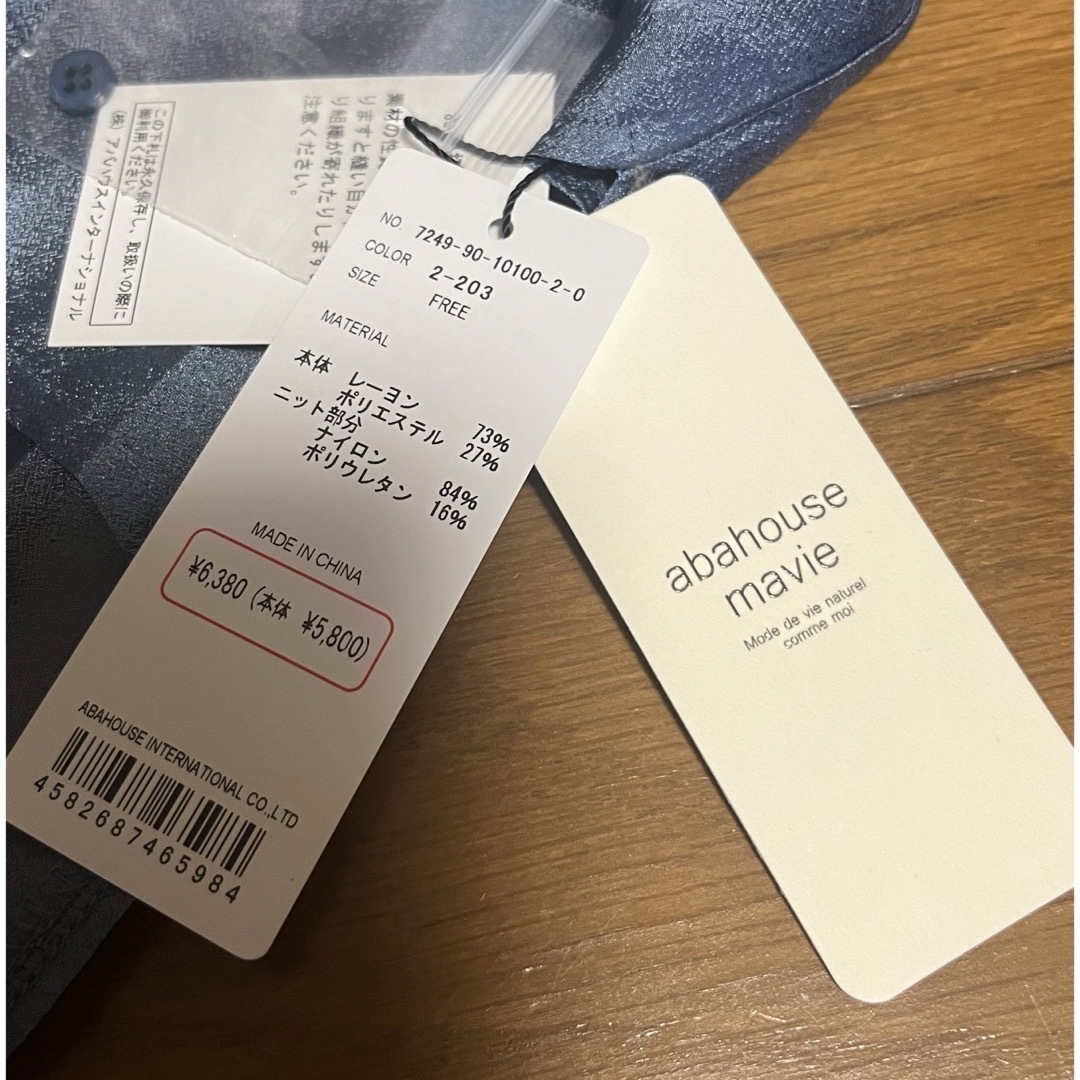 素材の性
りますと縫い目が
り組織が寄れたりします
注意ください。
この下札は永久保存し、取扱いの際に
御利用ください。
(株) アバハウスインターナショナル
NO. 7249-90-10100-2-0
COLOR 2-203
SIZE FREE
MATERIAL
本体 レーヨン 73%
ポリエステル 27%
ニット部分
ナイロン 84%
ポリウレタン 16%
MADE IN CHINA
¥6,380 (本体 ¥5,800)
ABAHOUSE INTERNATIONAL CO.,LTD
4582687465984
abahouse
mavie
Mode de vie naturel
comme moi